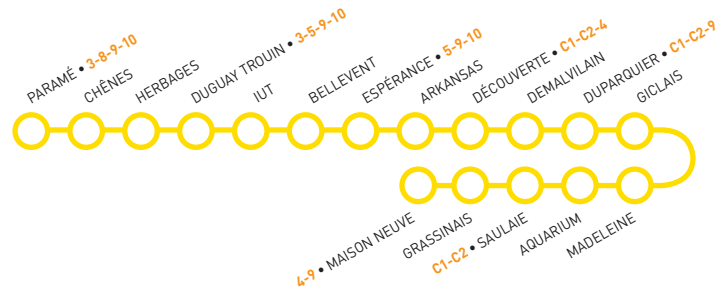 PARAMÉ • 3-8-9-10
CHÊNES
HERBAGES
DUGUAY TROUIN • 3-5-9-10
IUT
BELLEVENT
ESPÉRANCE • 5-9-10
ARKANSAS
DÉCOUVERTE • C1-C2-4
DEMALVILAIN
DUPARQUIER • C1-C2-9
GICLAIS
4-9 • MAISON NEUVE
GRASSINAIS
C1-C2 • SAULAIE
AQUARIUM
MADELEINE